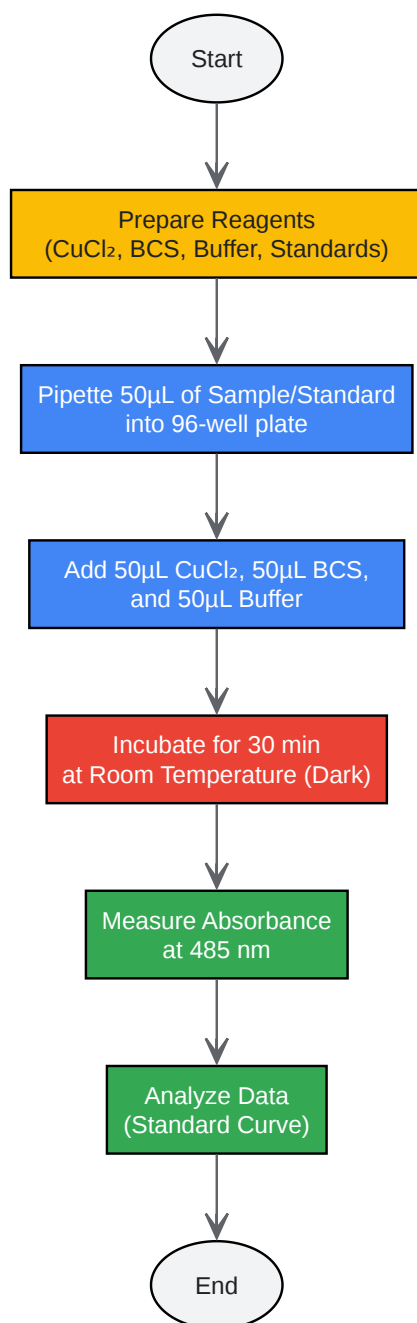 Start
Prepare Reagents
(CuCl₂, BCS, Buffer, Standards)
Pipette 50µL of Sample/Standard
into 96-well plate
Add 50µL CuCl₂, 50µL BCS,
and 50µL Buffer
Incubate for 30 min
at Room Temperature (Dark)
Measure Absorbance
at 485 nm
Analyze Data
(Standard Curve)
End